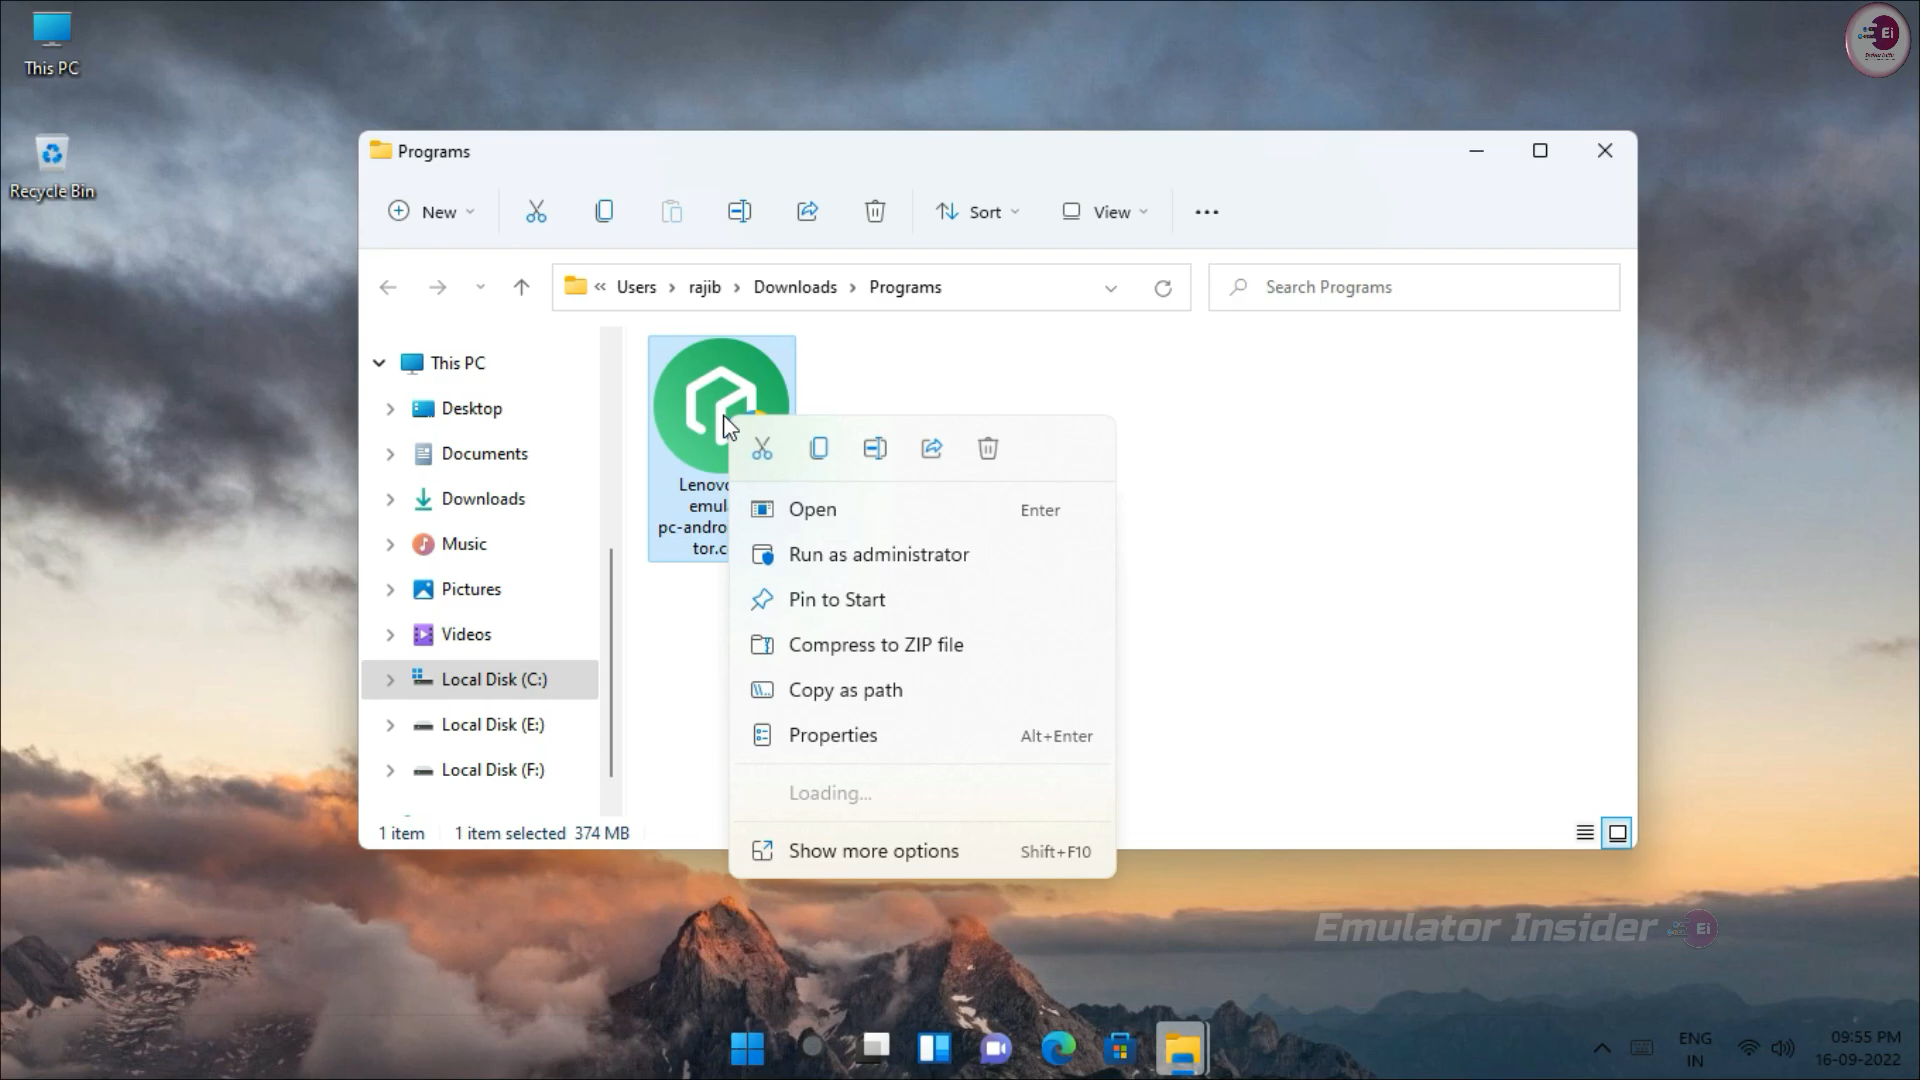 This PC
Recycle Bin
Ei
Programs
New
Sort
View
« Users > rajib > Downloads > Programs
Search Programs
This PC
Desktop
Documents
Downloads
Music
Pictures
Videos
Local Disk (C:)
Local Disk (E:)
Local Disk (F:)
Lenovo
emul
pc-andro
tor.c
Open Enter
Run as administrator
Pin to Start
Compress to ZIP file
Copy as path
Properties Alt+Enter
Loading...
Show more options Shift+F10
1 item 1 item selected 374 MB
Emulator Insider Ei
ENG
IN
09:55 PM
16-09-2022